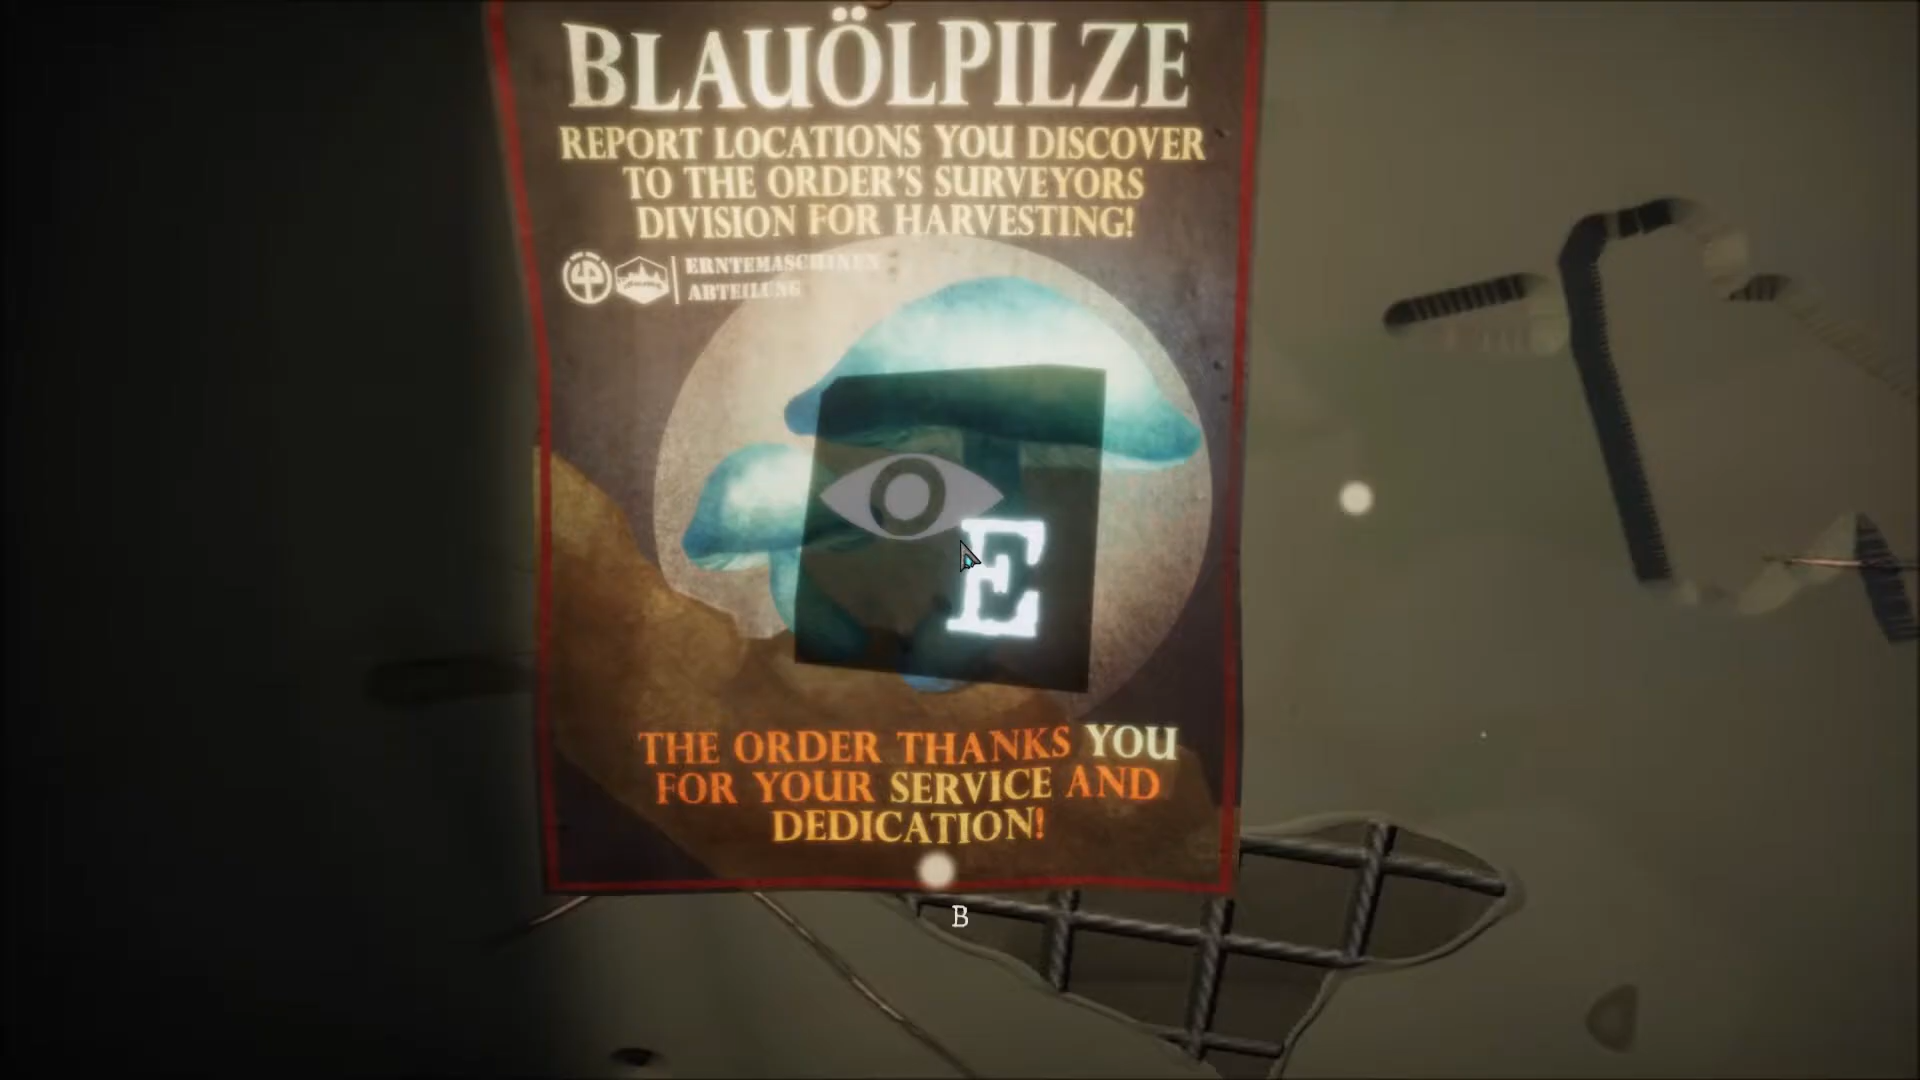 BLAUÖLPILZE
REPORT LOCATIONS YOU DISCOVER
TO THE ORDER'S SURVEYORS
DIVISION FOR HARVESTING!
ERNTEMASCHINEN
ABTEILUNG
E
THE ORDER THANKS YOU
FOR YOUR SERVICE AND
DEDICATION!
B